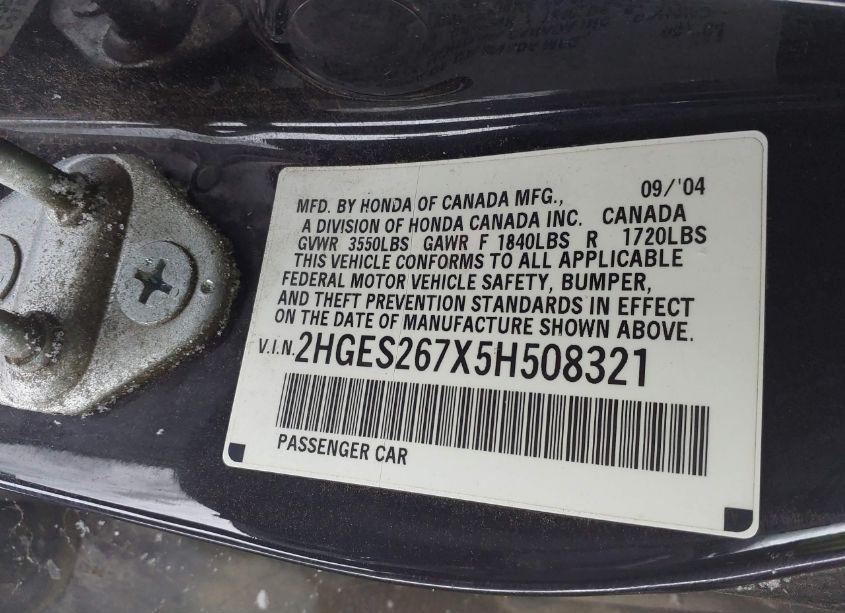 MFD. BY HONDA OF CANADA MFG., 09/'04
A DIVISION OF HONDA CANADA INC. CANADA
GVWR 3550LBS GAWR F 1840LBS R 1720LBS
THIS VEHICLE CONFORMS TO ALL APPLICABLE
FEDERAL MOTOR VEHICLE SAFETY, BUMPER,
AND THEFT PREVENTION STANDARDS IN EFFECT
ON THE DATE OF MANUFACTURE SHOWN ABOVE.
V.I.N. 2HGES267X5H508321
PASSENGER CAR